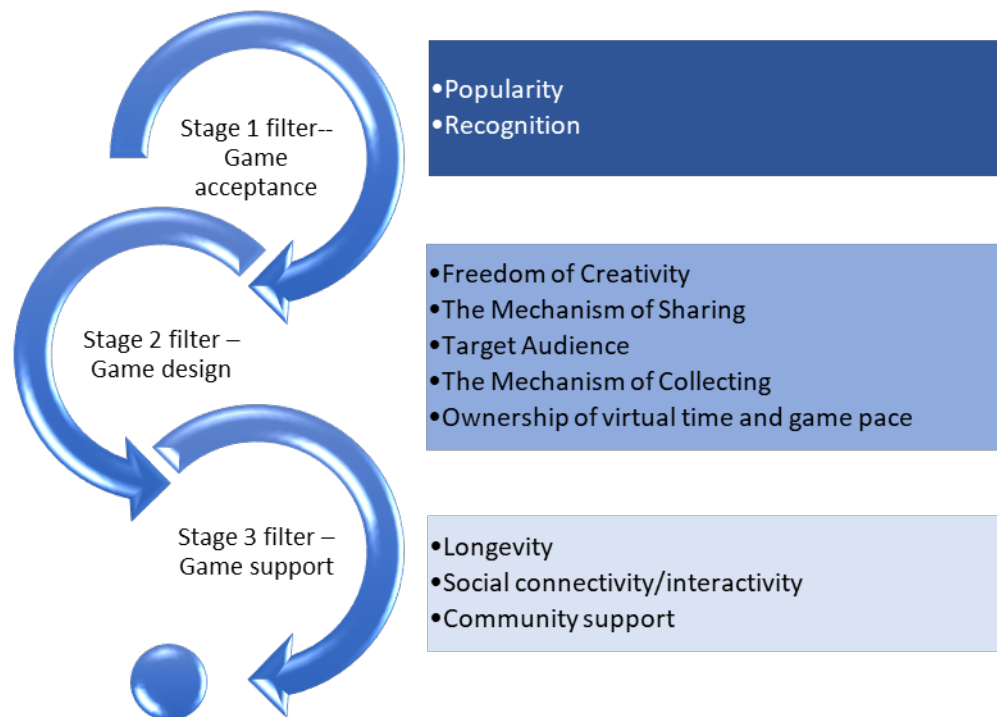 Stage 1 filter--
Game
acceptance
•Popularity
•Recognition
Stage 2 filter –
Game design
•Freedom of Creativity
•The Mechanism of Sharing
•Target Audience
•The Mechanism of Collecting
•Ownership of virtual time and game pace
Stage 3 filter –
Game support
•Longevity
•Social connectivity/interactivity
•Community support